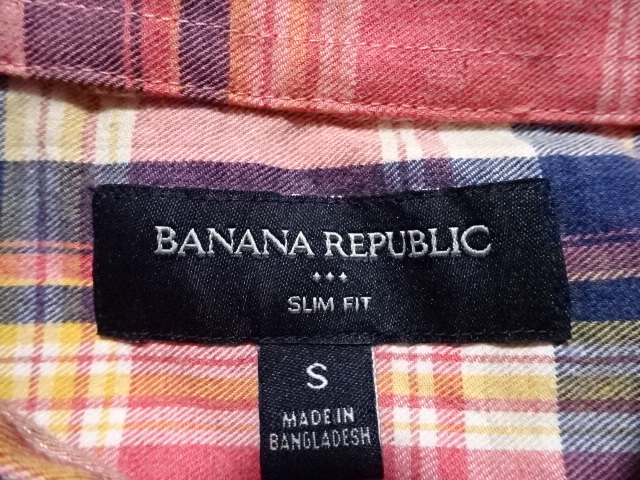 BANANA REPUBLIC
SLIM FIT
S
MADE IN
BANGLADESH